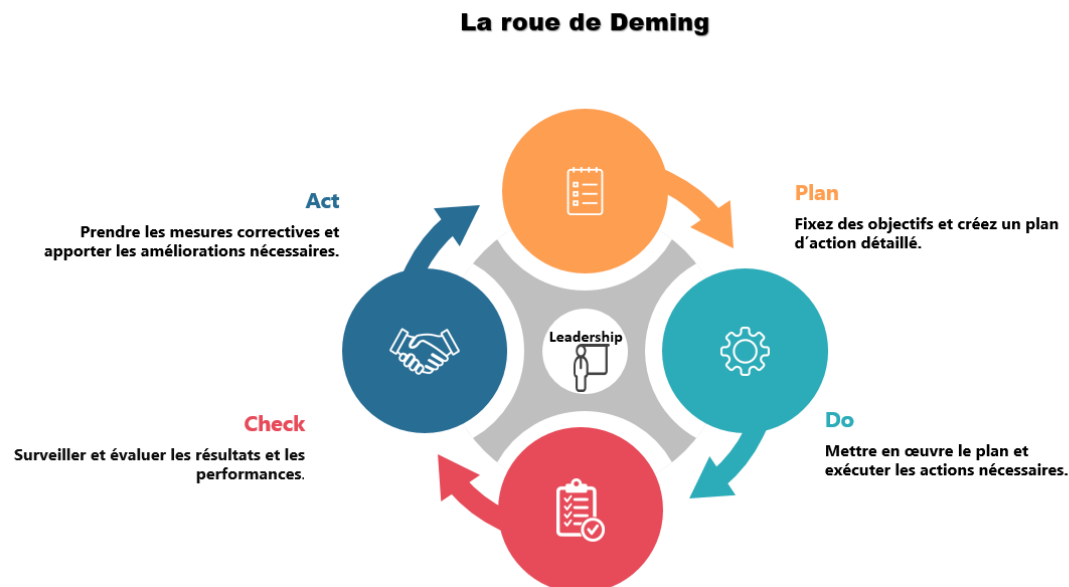 La roue de Deming
Act
Prendre les mesures correctives et
apporter les améliorations nécessaires.
Plan
Fixez des objectifs et créez un plan
d´action détaillé.
Leadership
Check
Surveiller et évaluer les résultats et les
performances.
Do
Mettre en œuvre le plan et
exécuter les actions nécessaires.